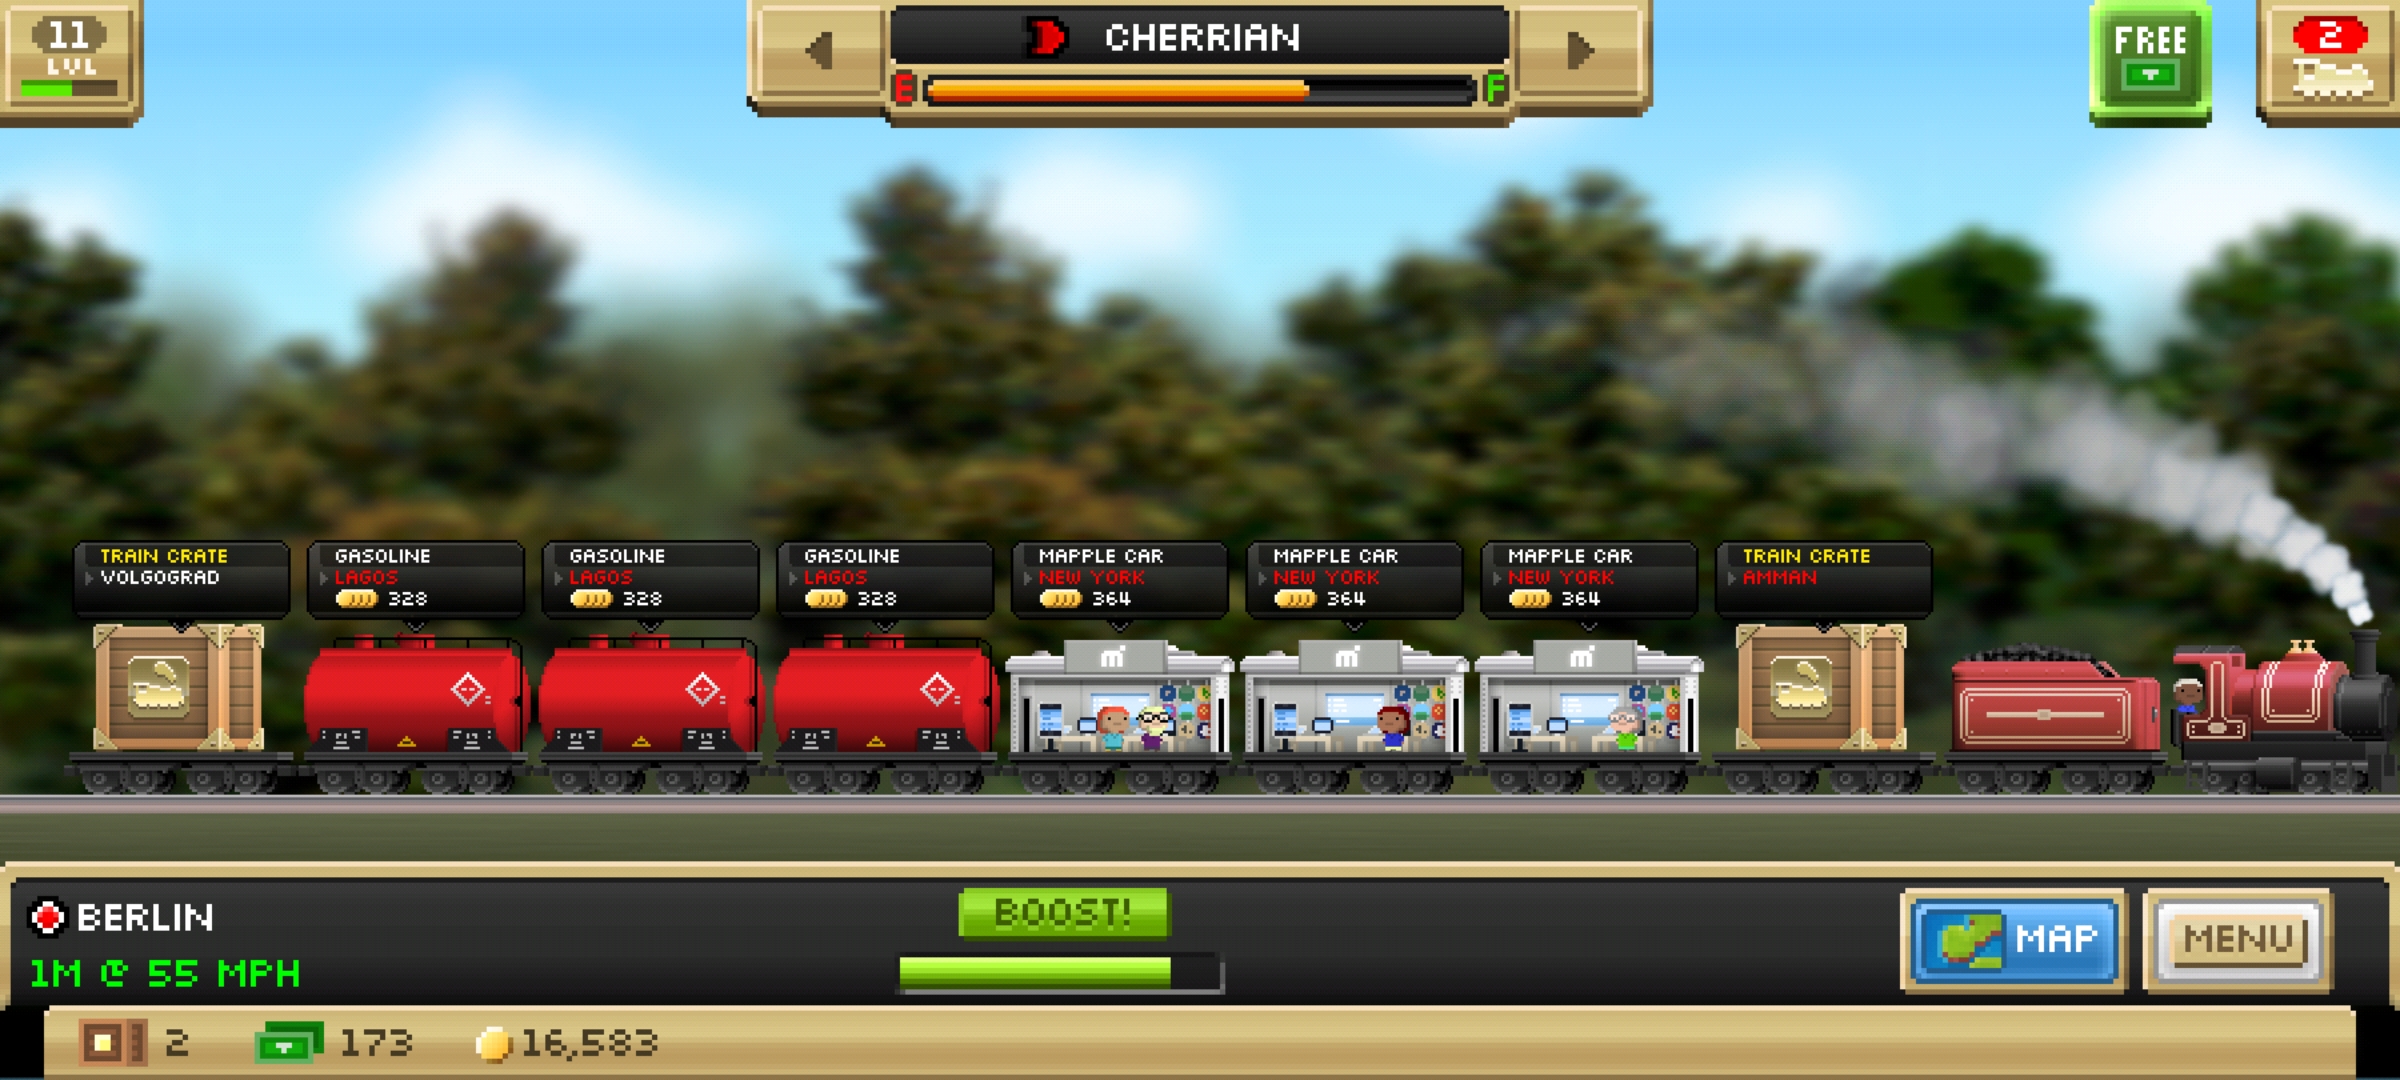 11
LVL
CHERRIAN
E F
FREE
2
TRAIN CRATE
VOLGOGRAD
GASOLINE
LAGOS
328
GASOLINE
LAGOS
328
GASOLINE
LAGOS
328
MAPPLE CAR
NEW YORK
364
MAPPLE CAR
NEW YORK
364
MAPPLE CAR
NEW YORK
364
TRAIN CRATE
AMMAN
m
m
m
BERLIN
1M @ 55 MPH
BOOST!
MAP
MENU
2
173
16,583